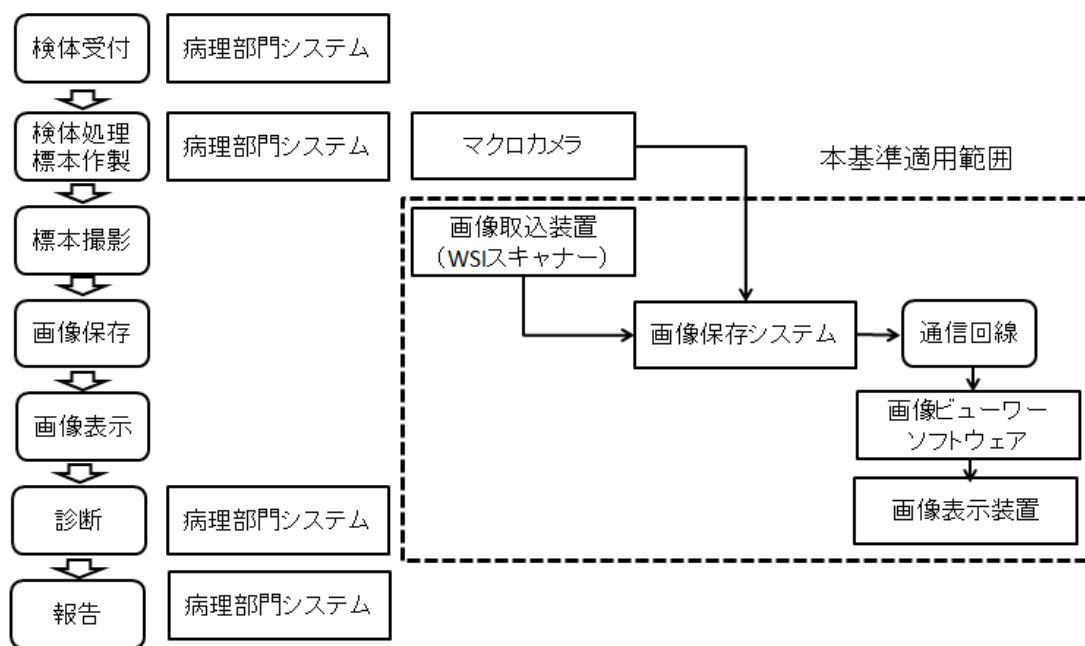 検体受付
病理部門システム
検体処理
標本作製
病理部門システム
マクロカメラ
本基準適用範囲
標本撮影
画像取込装置
（WSIスキャナー）
画像保存
画像保存システム
通信回線
画像表示
画像ビューワー
ソフトウェア
診断
病理部門システム
画像表示装置
報告
病理部門システム